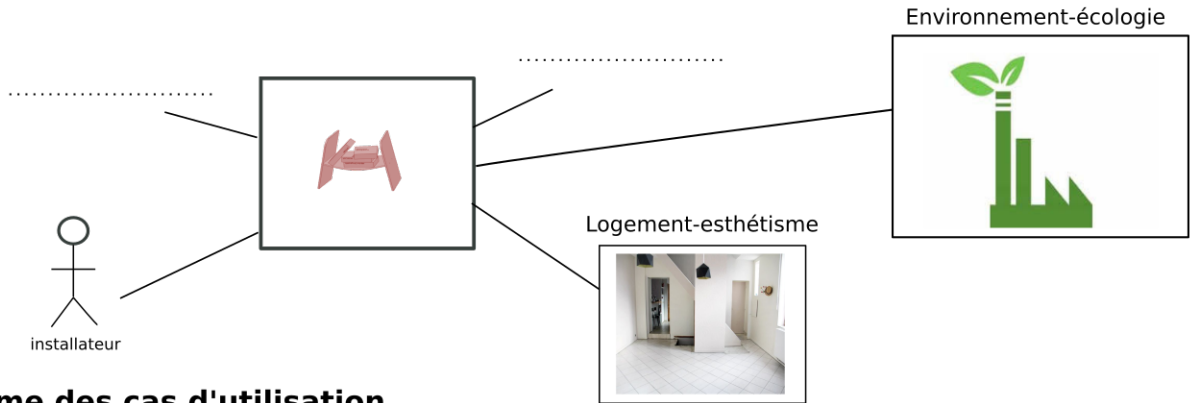 Environnement-écologie
..........................
..........................
Logement-esthétisme
installateur
me des cas d'utilisation